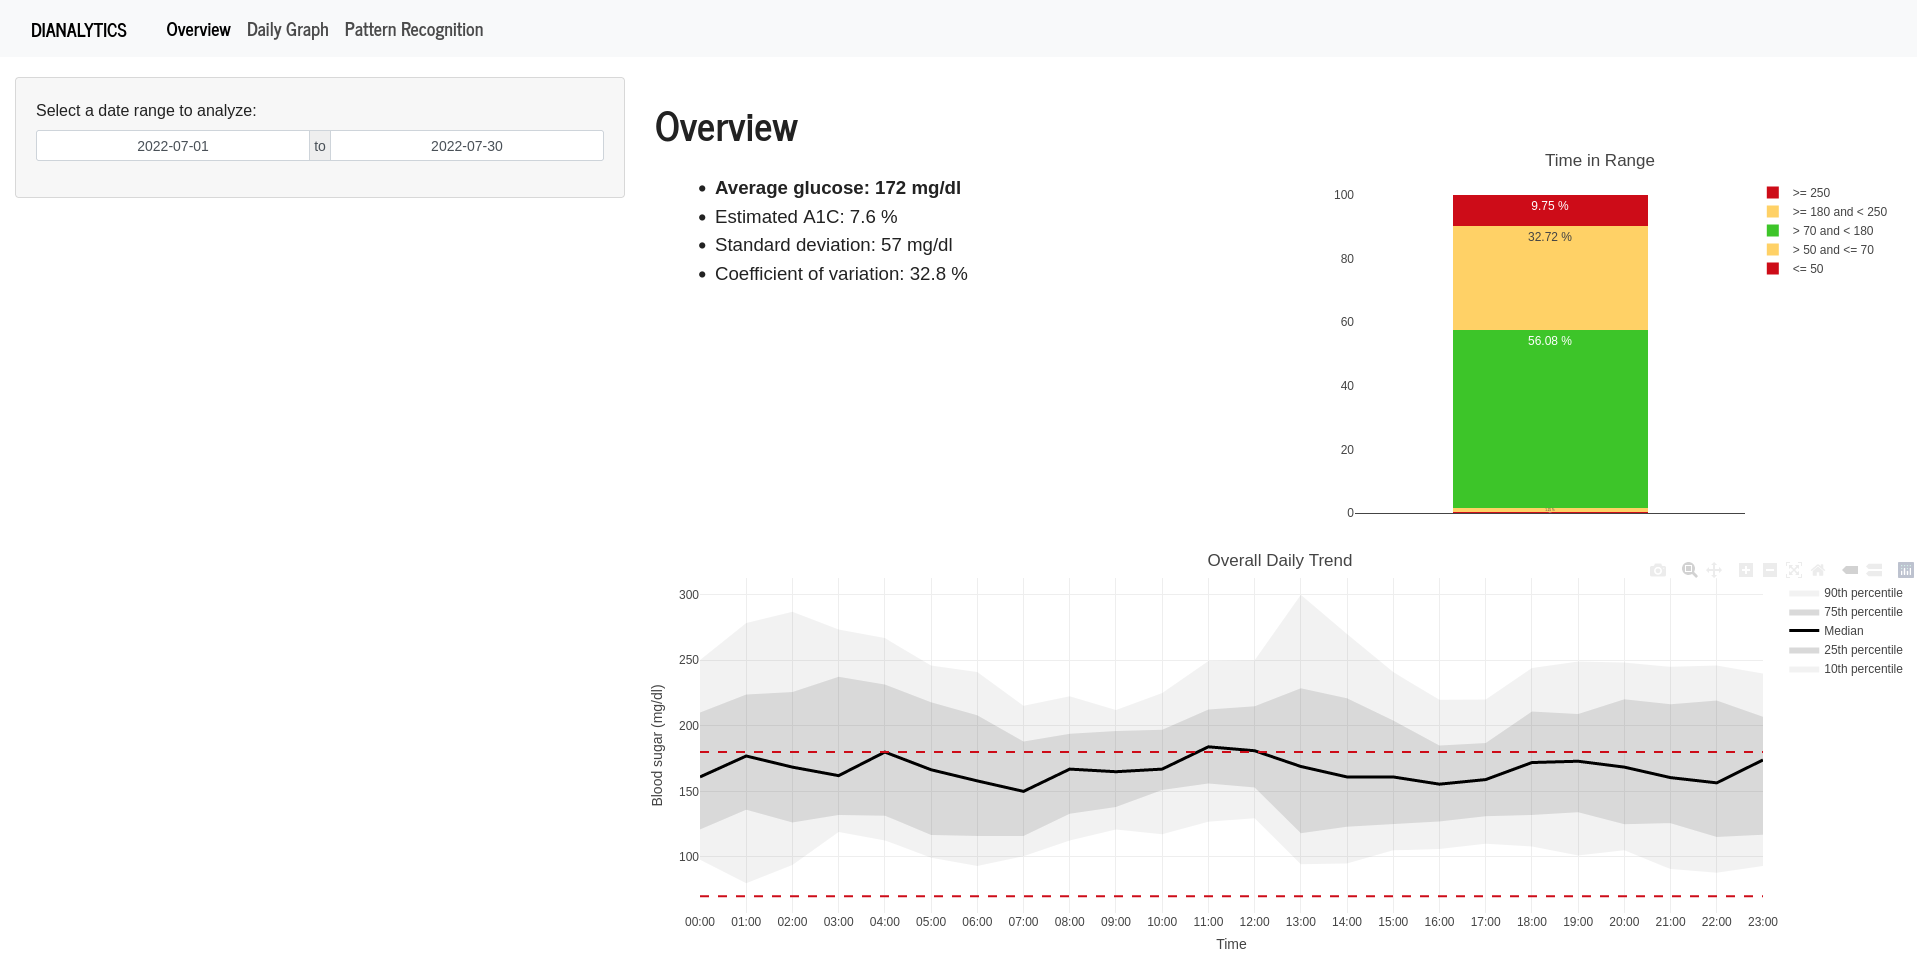 DIANALYTICS Overview Daily Graph Pattern Recognition
Select a date range to analyze:
2022-07-01 to 2022-07-30
Overview
Average glucose: 172 mg/dl
Estimated A1C: 7.6 %
Standard deviation: 57 mg/dl
Coefficient of variation: 32.8 %
Time in Range
100
80
60
40
20
0
9.75 %
32.72 %
56.08 %
>= 250
>= 180 and < 250
> 70 and < 180
> 50 and <= 70
<= 50
Overall Daily Trend
Blood sugar (mg/dl)
300
250
200
150
100
00:00 01:00 02:00 03:00 04:00 05:00 06:00 07:00 08:00 09:00 10:00 11:00 12:00 13:00 14:00 15:00 16:00 17:00 18:00 19:00 20:00 21:00 22:00 23:00
Time
90th percentile
75th percentile
Median
25th percentile
10th percentile